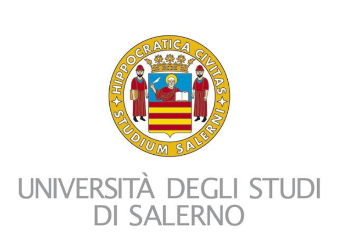 HIPPOCRATICA CIVITAS
STUDIUM SALERNI
UNIVERSITÀ DEGLI STUDI
DI SALERNO